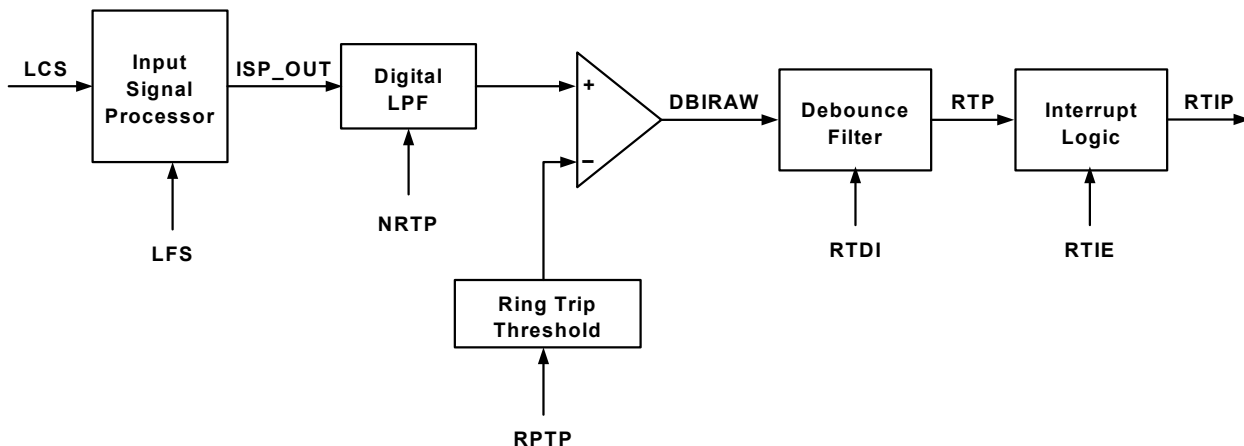 LCS
Input
Signal
Processor
ISP_OUT
Digital
LPF
+
–
DBIRAW
Debounce
Filter
RTP
Interrupt
Logic
RTIP
LFS
NRTP
RTDI
RTIE
Ring Trip
Threshold
RPTP